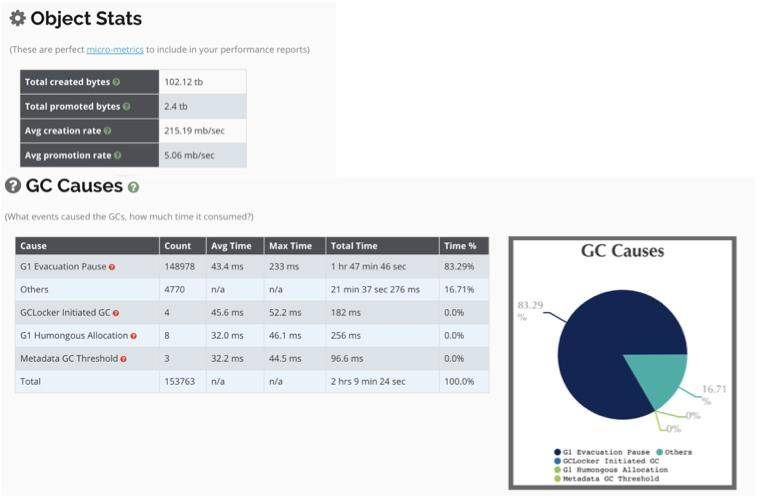 Object Stats
(These are perfect micro-metrics to include in your performance reports)
Total created bytes 102.12 tb
Total promoted bytes 2.4 tb
Avg creation rate 215.19 mb/sec
Avg promotion rate 5.06 mb/sec
GC Causes
(What events caused the GCs, how much time it consumed?)
Cause Count Avg Time Max Time Total Time Time %
G1 Evacuation Pause 148978 43.4 ms 233 ms 1 hr 47 min 46 sec 83.29%
Others 4770 n/a n/a 21 min 37 sec 276 ms 16.71%
GCLocker Initiated GC 4 45.6 ms 52.2 ms 182 ms 0.0%
G1 Humongous Allocation 8 32.0 ms 46.1 ms 256 ms 0.0%
Metadata GC Threshold 3 32.2 ms 44.5 ms 96.6 ms 0.0%
Total 153763 n/a n/a 2 hrs 9 min 24 sec 100.0%
GC Causes
83.29
%
16.71
%
0%
0%
G1 Evacuation Pause Others
GCLocker Initiated GC
G1 Humongous Allocation
Metadata GC Threshold